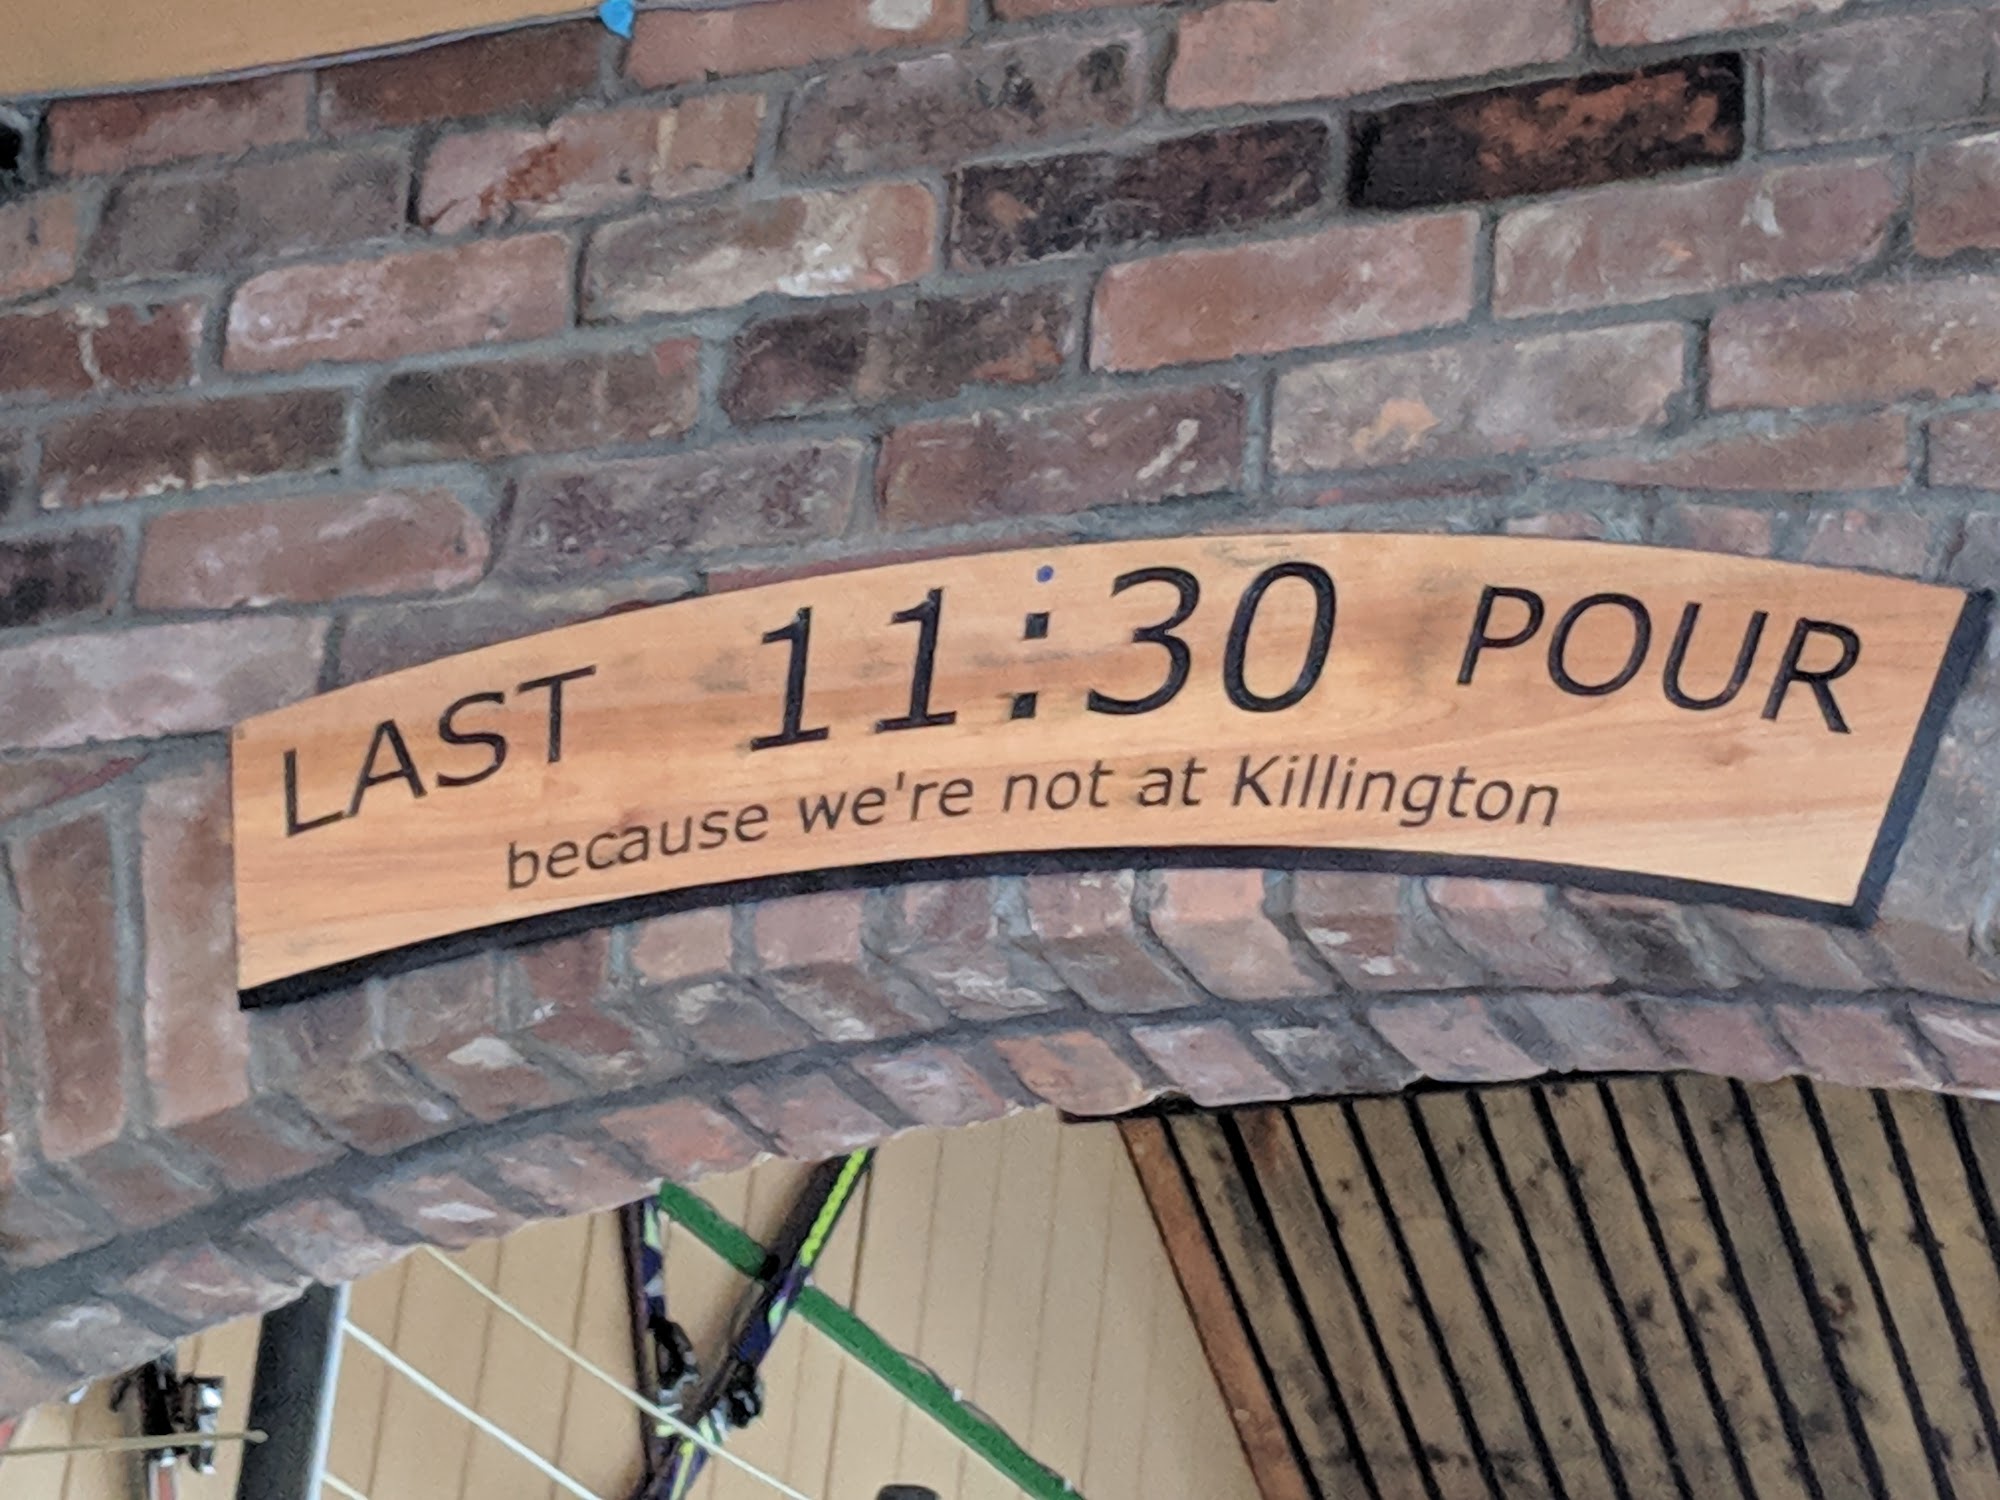 LAST 11:30 POUR
because we're not at Killington